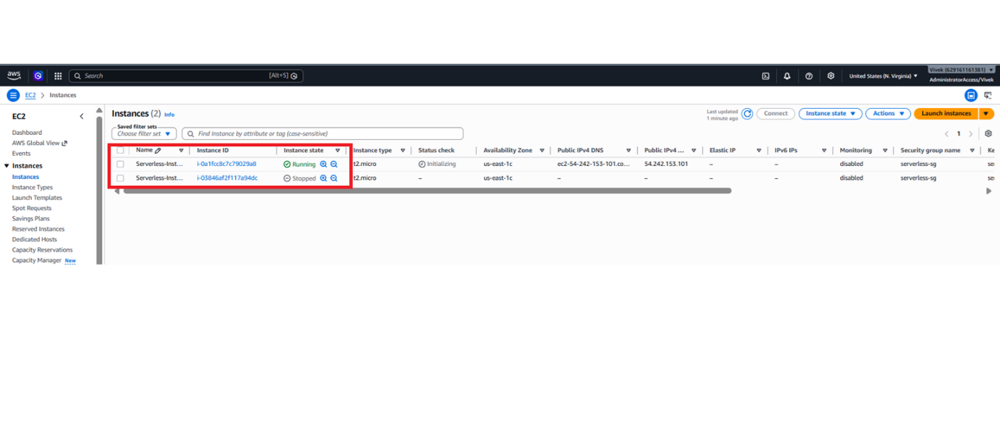 aws Search [Alt+S] United States (N. Virginia) Vivek (629161161381)
AdministratorAccess/Vivek
EC2 > Instances
EC2
Dashboard
AWS Global View
Events
Instances
Instances
Instance Types
Launch Templates
Spot Requests
Savings Plans
Reserved Instances
Dedicated Hosts
Capacity Reservations
Capacity Manager New
Instances (2) Info
Last updated
1 minute ago
Connect Instance state Actions Launch instances
Saved filter sets
Choose filter set Find Instance by attribute or tag (case-sensitive) < 1 >
Name Instance ID Instance state Instance type Status check Availability Zone Public IPv4 DNS Public IPv4 ... Elastic IP IPv6 IPs Monitoring Security group name Ke
Serverless-Inst... i-0a1fcc8c7c79029a8 Running t2.micro Initializing us-east-1c ec2-54-242-153-101.co... 54.242.153.101 – – disabled serverless-sg se
Serverless-Inst... i-03846af2f117a94dc Stopped t2.micro – us-east-1c – – – – disabled serverless-sg se